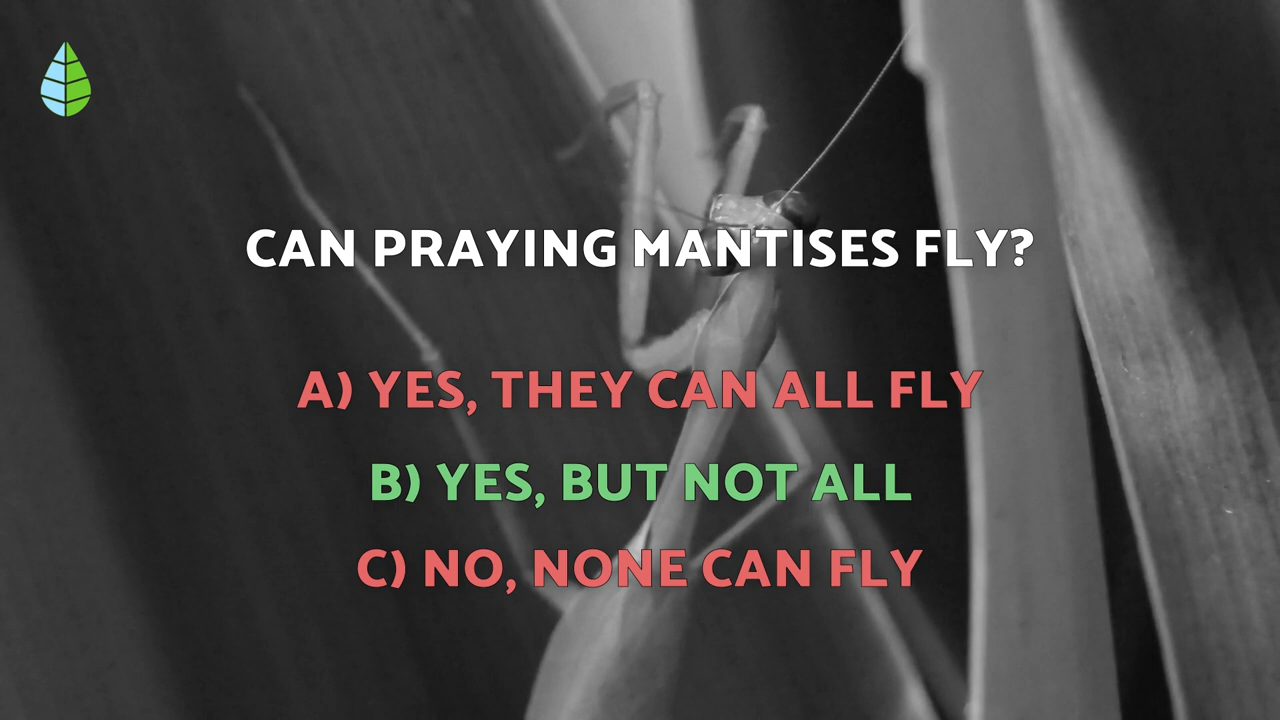 CAN PRAYING MANTISES FLY?
A) YES, THEY CAN ALL FLY
B) YES, BUT NOT ALL
C) NO, NONE CAN FLY